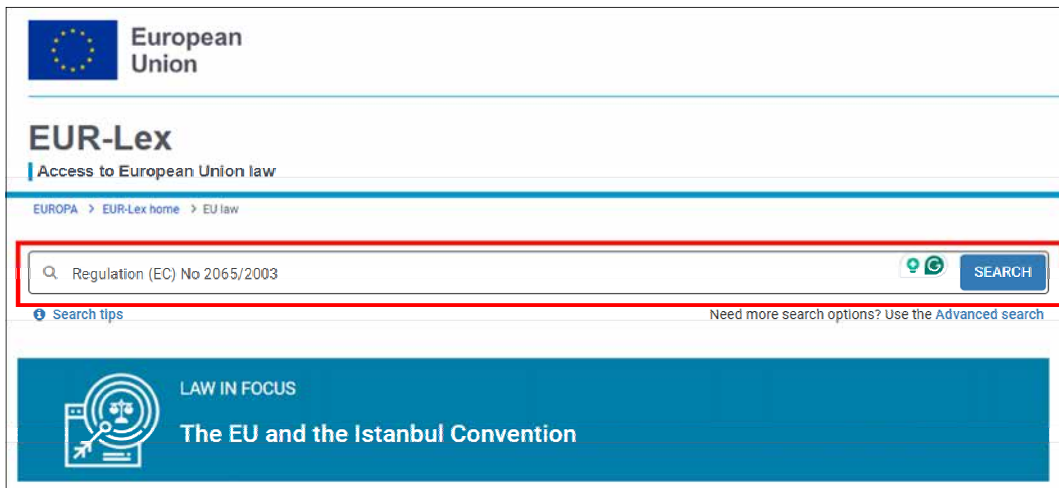 European
Union
EUR-Lex
Access to European Union law
EUROPA > EUR-Lex home > EU law
Regulation (EC) No 2065/2003
SEARCH
Search tips
Need more search options? Use the Advanced search
LAW IN FOCUS
The EU and the Istanbul Convention